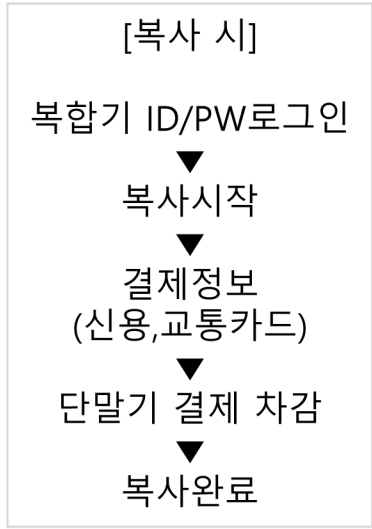 [복사 시]
복합기 ID/PW로그인
▼
복사시작
▼
결제정보
(신용,교통카드)
▼
단말기 결제 차감
▼
복사완료